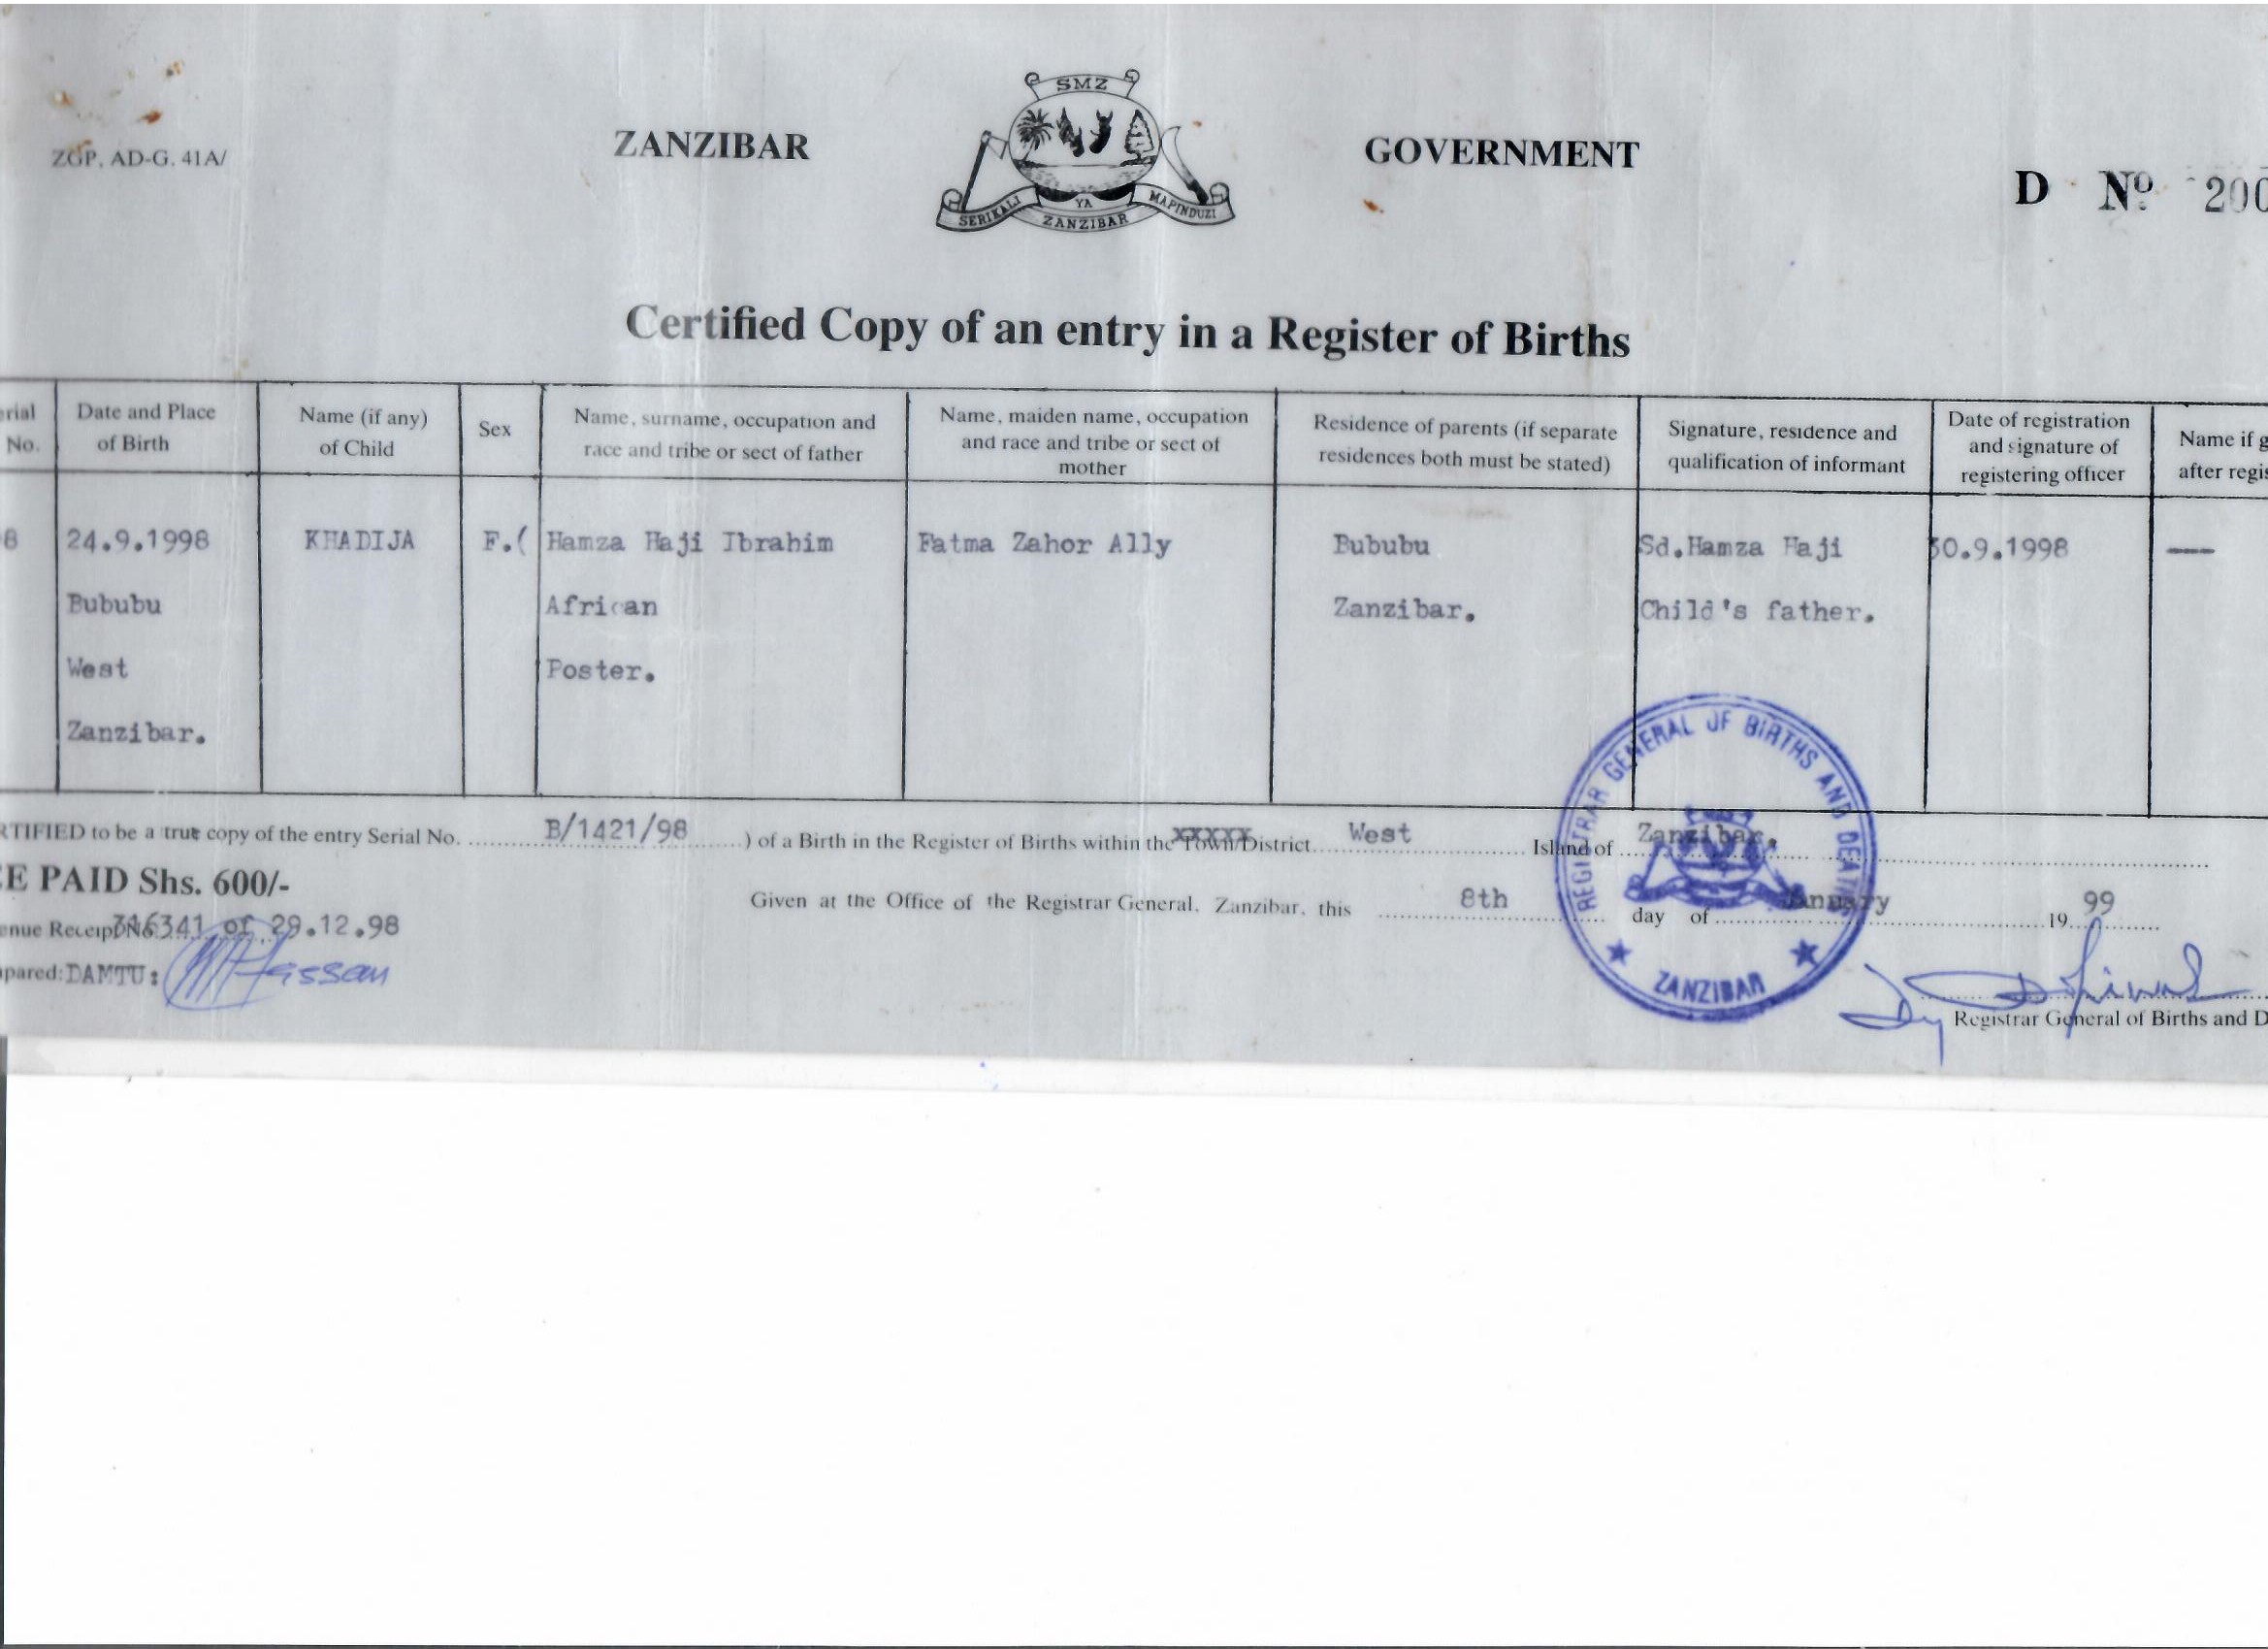 ZGP. AD-G. 41A/
ZANZIBAR
SMZ
SERIKALI YA MAPINDUZI
ZANZIBAR
GOVERNMENT
D Nº 200
Certified Copy of an entry in a Register of Births
erial No.
Date and Place of Birth
Name (if any) of Child
Sex
Name, surname, occupation and race and tribe or sect of father
Name, maiden name, occupation and race and tribe or sect of mother
Residence of parents (if separate residences both must be stated)
Signature, residence and qualification of informant
Date of registration and signature of registering officer
Name if g
after regis
8
24.9.1998
Bububu
West
Zanzibar.
KHADIJA
F.(
Hamza Haji Ibrahim
African
Poster.
Fatma Zahor Ally
Bububu
Zanzibar.
Sd.Hamza Haji
Child's father.
30.9.1998
RTIFIED to be a true copy of the entry Serial No. B/1421/98 ) of a Birth in the Register of Births within the Town/District West Island of Zanzibar.
EE PAID Shs. 600/-
Given at the Office of the Registrar General, Zanzibar, this 8th day of January 19 99
enue Receipt No. 316341 of 29.12.98
pared: DAMTU: Hassan
REGISTRAR GENERAL OF BIRTHS AND DEATHS
ZANZIBAR
Registrar General of Births and D